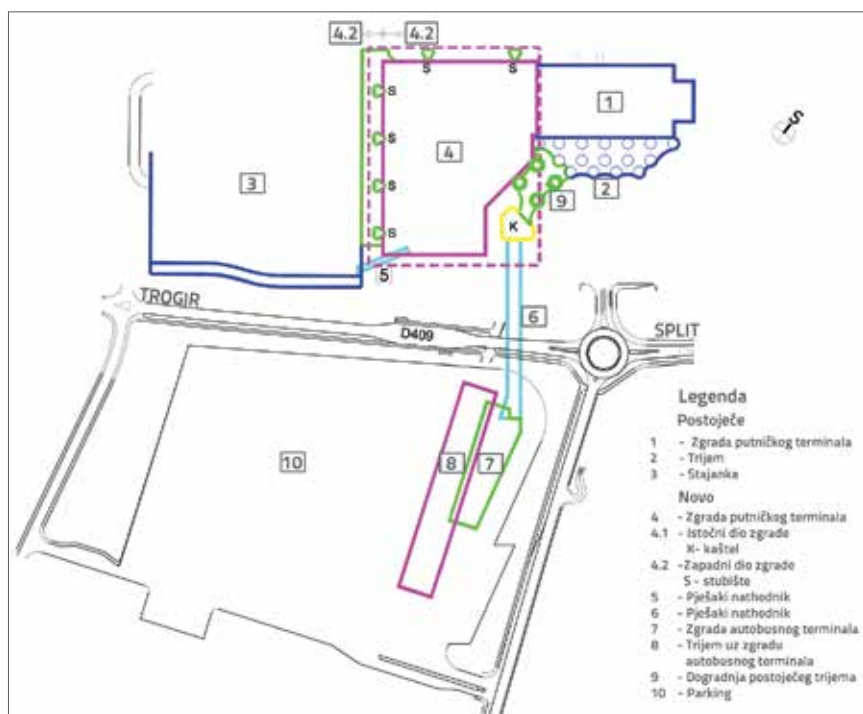 4.2 4.2
S S
S
S
S
S
1
4
3
2
9
K
5
6
TROGIR
D409
SPLIT
8 7
10
S
Legenda
Postoječe
1 - Zgrada putničkog terminala
2 - Trijem
3 - Stajanka
Novo
4 - Zgrada putničkog terminala
4.1 - Istočni dio zgrade
K- kaštel
4.2 -Zapadni dio zgrade
S - stubište
5 - Pješaki nathodnik
6 - Pješaki nathodnik
7 - Zgrada autobusnog terminala
8 - Trijem uz zgradu
autobusnog terminala
9 - Dogradnja postoječeg trijema
10 - Parking